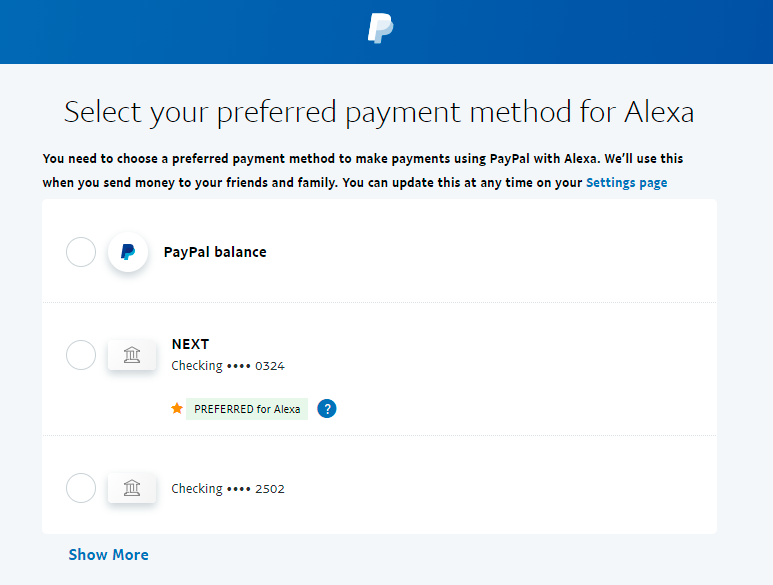 Select your preferred payment method for Alexa
You need to choose a preferred payment method to make payments using PayPal with Alexa. We'll use this
when you send money to your friends and family. You can update this at any time on your Settings page
PayPal balance
NEXT
Checking •••• 0324
PREFERRED for Alexa ?
Checking •••• 2502
Show More